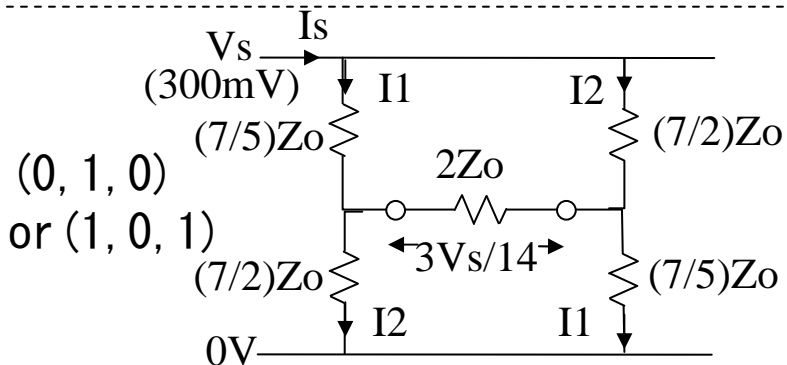 Is
Vs
(300mV)
I1
I2
(7/5)Zo
(7/2)Zo
2Zo
(0, 1, 0)
or (1, 0, 1)
3Vs/14
(7/2)Zo
(7/5)Zo
I2
I1
0V